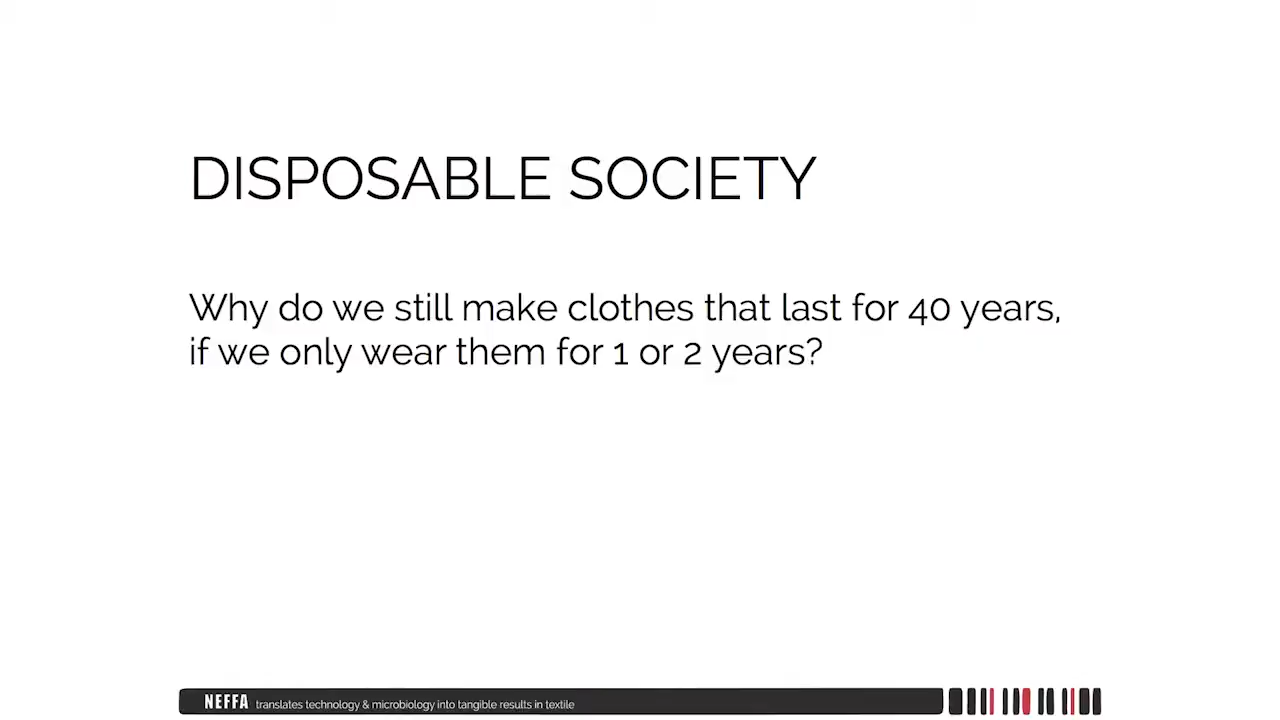 DISPOSABLE SOCIETY
Why do we still make clothes that last for 40 years,
if we only wear them for 1 or 2 years?
NEFFA translates technology & microbiology into tangible results in textile